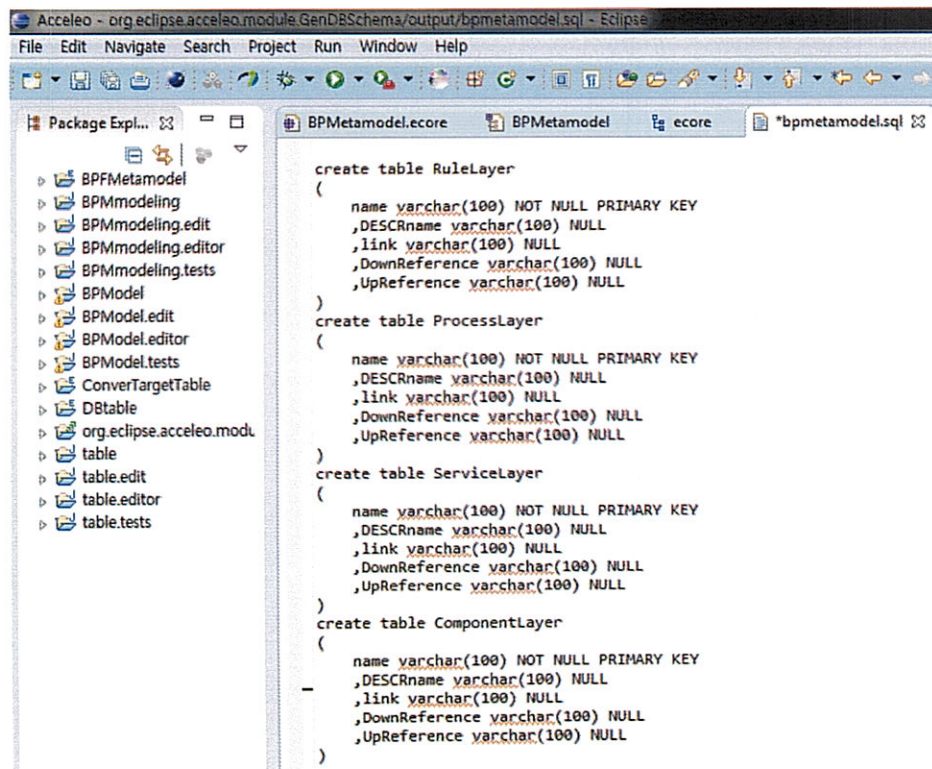 Acceleo - org.eclipse.acceleo.module.GenDBSchema/output/bpmetamodel.sql - Eclipse
File Edit Navigate Search Project Run Window Help
Package Expl...
BPFMetamodel
BPMmodeling
BPMmodeling.edit
BPMmodeling.editor
BPMmodeling.tests
BPModel
BPModel.edit
BPModel.editor
BPModel.tests
ConverTargetTable
DBtable
org.eclipse.acceleo.modu
table
table.edit
table.editor
table.tests
BPMetamodel.ecore BPMetamodel ecore *bpmetamodel.sql
create table RuleLayer
(
name varchar(100) NOT NULL PRIMARY KEY
,DESCRname varchar(100) NULL
,link varchar(100) NULL
,DownReference varchar(100) NULL
,UpReference varchar(100) NULL
)
create table ProcessLayer
(
name varchar(100) NOT NULL PRIMARY KEY
,DESCRname varchar(100) NULL
,link varchar(100) NULL
,DownReference varchar(100) NULL
,UpReference varchar(100) NULL
)
create table ServiceLayer
(
name varchar(100) NOT NULL PRIMARY KEY
,DESCRname varchar(100) NULL
,link varchar(100) NULL
,DownReference varchar(100) NULL
,UpReference varchar(100) NULL
)
create table ComponentLayer
(
name varchar(100) NOT NULL PRIMARY KEY
,DESCRname varchar(100) NULL
,link varchar(100) NULL
,DownReference varchar(100) NULL
,UpReference varchar(100) NULL
)